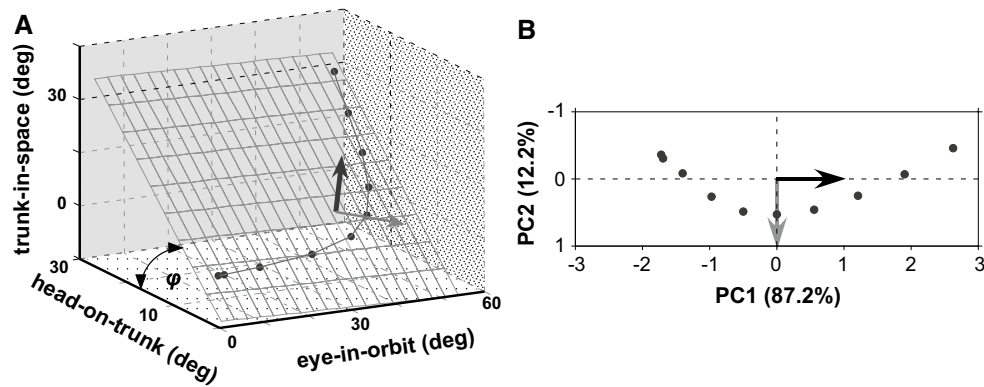 A
trunk-in-space (deg)
30
0
30
10
head-on-trunk (deg)
φ
0
30
60
eye-in-orbit (deg)
B
-1
0
1
PC2 (12.2%)
-3
-2
-1
0
1
2
3
PC1 (87.2%)